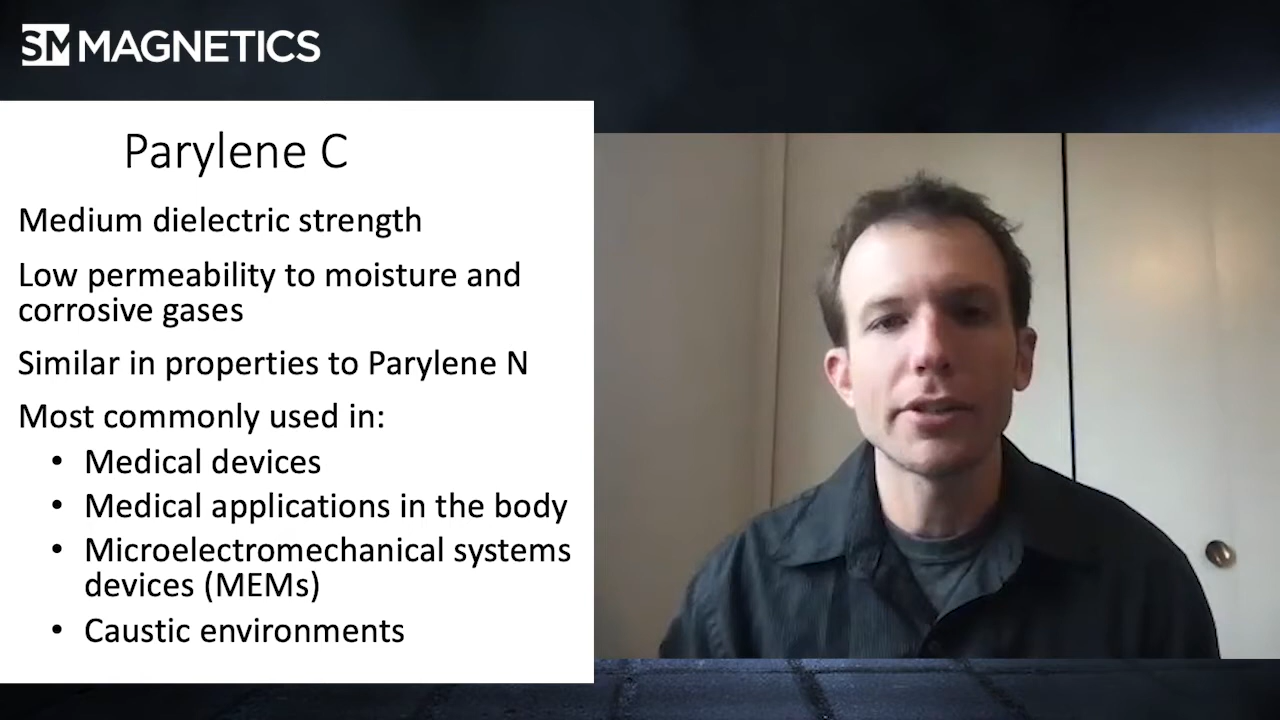 SM MAGNETICS
Parylene C
Medium dielectric strength
Low permeability to moisture and
corrosive gases
Similar in properties to Parylene N
Most commonly used in:
• Medical devices
• Medical applications in the body
• Microelectromechanical systems
devices (MEMs)
• Caustic environments